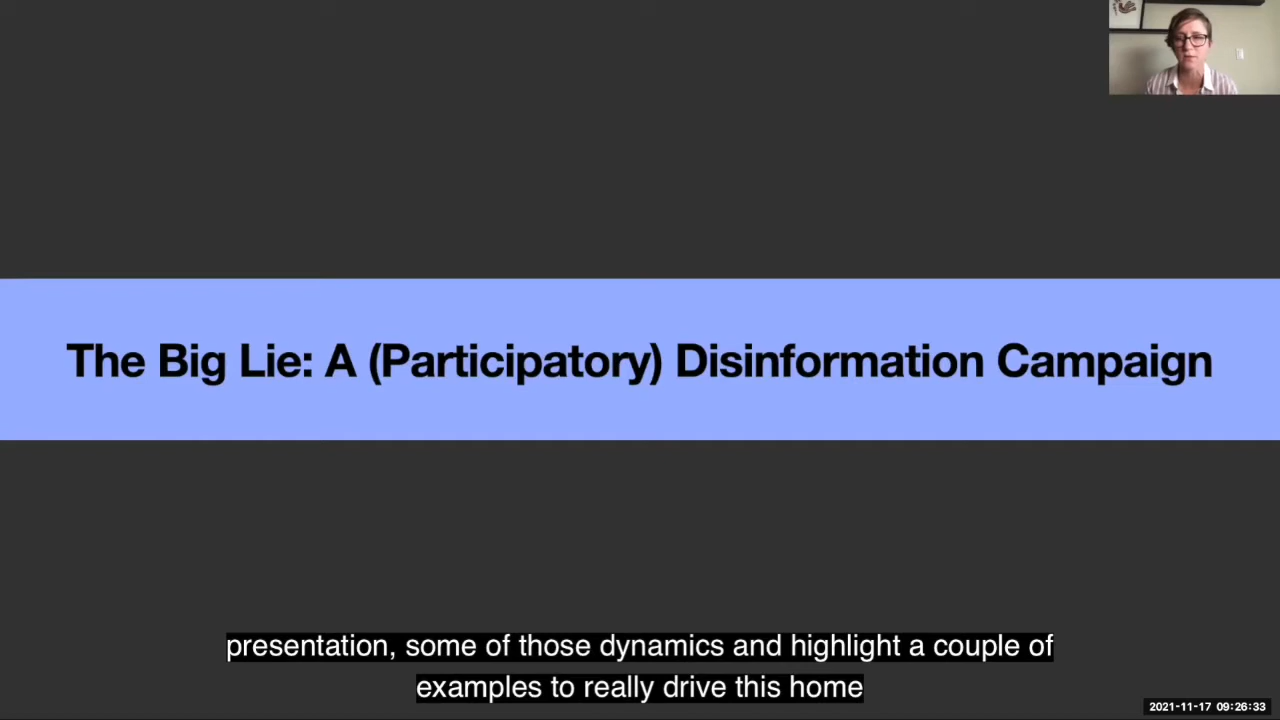 The Big Lie: A (Participatory) Disinformation Campaign
presentation, some of those dynamics and highlight a couple of
examples to really drive this home
2021-11-17 09:26:33